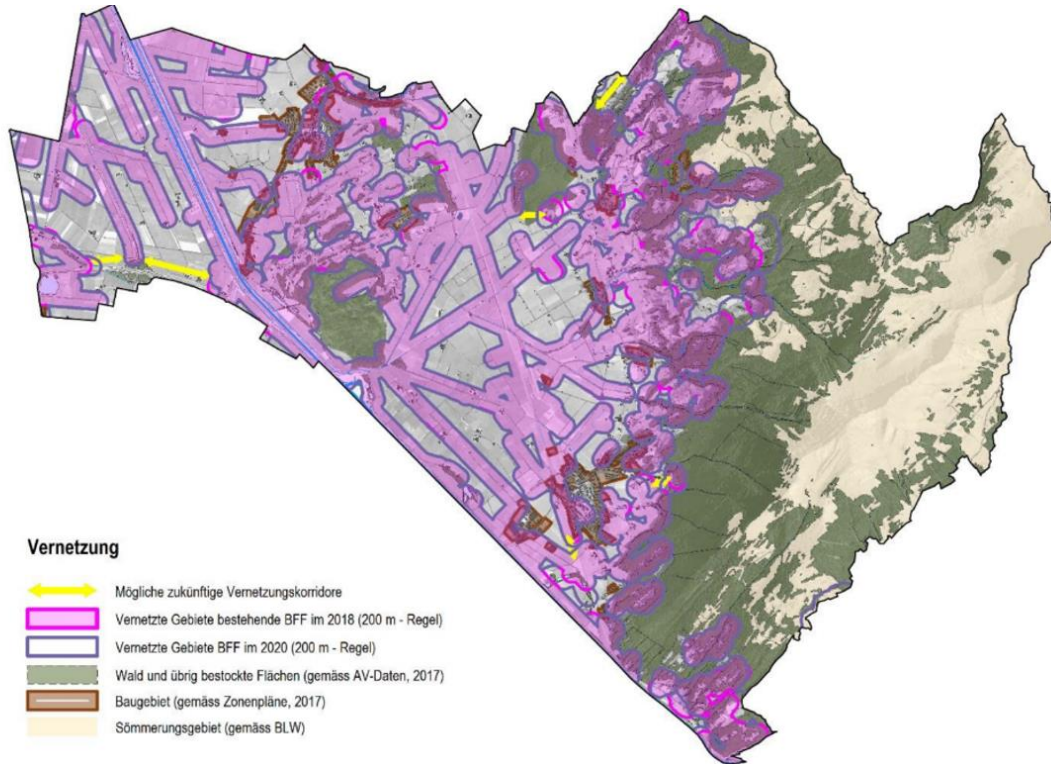 Vernetzung
Mögliche zukünftige Vernetzungskorridore
Vernetzte Gebiete bestehende BFF im 2018 (200 m - Regel)
Vernetzte Gebiete BFF im 2020 (200 m - Regel)
Wald und übrig bestockte Flächen (gemäss AV-Daten, 2017)
Baugebiet (gemäss Zonenpläne, 2017)
Sömmerungsgebiet (gemäss BLW)